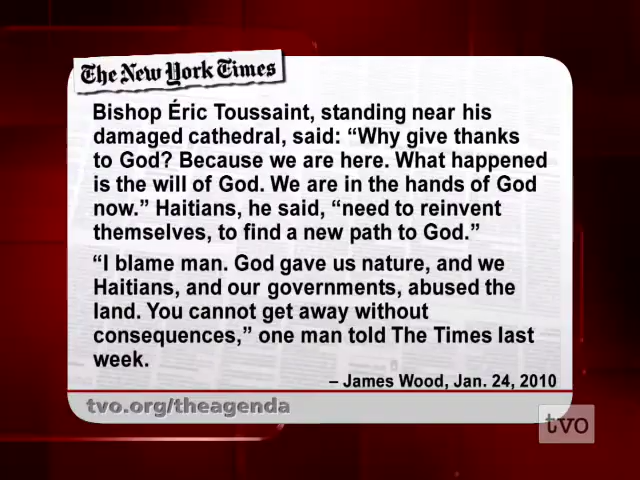 The New York Times
Bishop Éric Toussaint, standing near his
damaged cathedral, said: “Why give thanks
to God? Because we are here. What happened
is the will of God. We are in the hands of God
now.” Haitians, he said, “need to reinvent
themselves, to find a new path to God.”
“I blame man. God gave us nature, and we
Haitians, and our governments, abused the
land. You cannot get away without
consequences,” one man told The Times last
week.
– James Wood, Jan. 24, 2010
tvo.org/theagenda
tvo